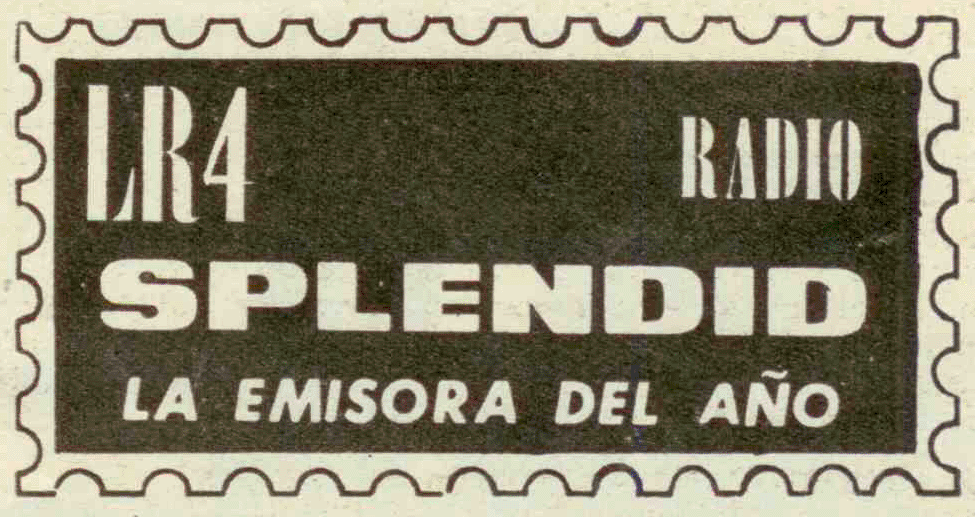 LR4 RADIO
SPLENDID
LA EMISORA DEL AÑO